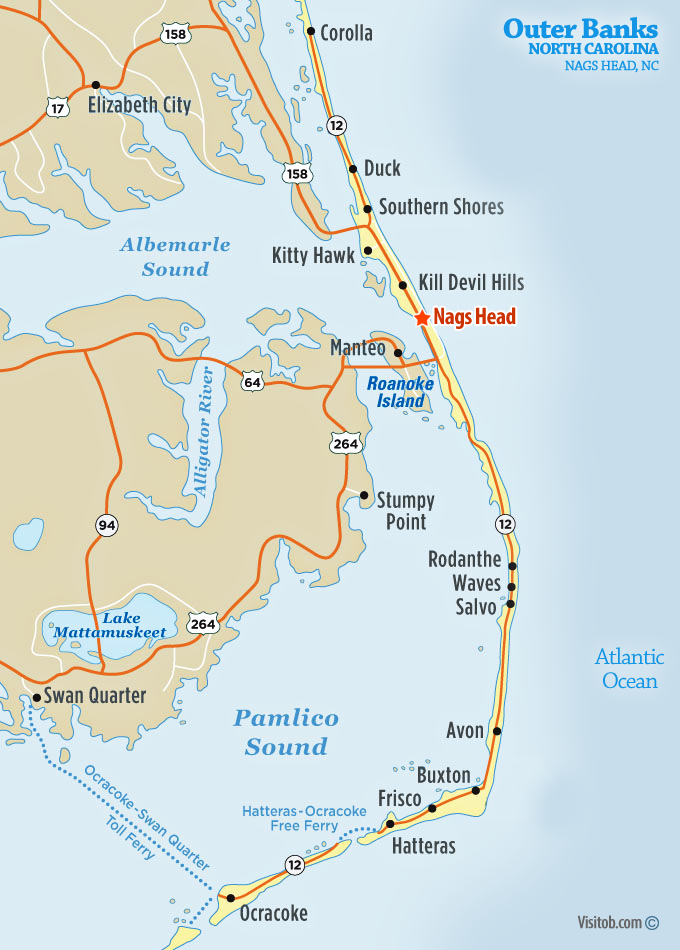 Outer Banks
NORTH CAROLINA
NAGS HEAD, NC
Corolla
158
Elizabeth City
17
12
Duck
158
Southern Shores
Albemarle
Sound
Kitty Hawk
Kill Devil Hills
Nags Head
Manteo
64
Roanoke
Island
Alligator River
264
Stumpy
Point
94
12
Rodanthe
Waves
Salvo
Lake
Mattamuskeet
264
Atlantic
Ocean
Swan Quarter
Pamlico
Sound
Avon
Buxton
Frisco
Ocracoke-Swan Quarter
Toll Ferry
Hatteras-Ocracoke
Free Ferry
Hatteras
12
Ocracoke
Visitob.com ©